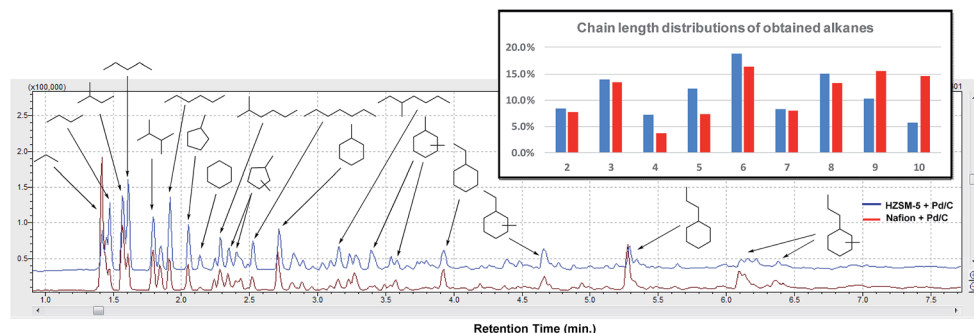 Chain length distributions of obtained alkanes
20.0%
15.0%
10.0%
5.0%
0.0%
2 3 4 5 6 7 8 9 10
(x100,000)
2.5
2.0
1.5
1.0
0.5
HZSM-5 + Pd/C
Nafion + Pd/C
1.0 1.5 2.0 2.5 3.0 3.5 4.0 4.5 5.0 5.5 6.0 6.5 7.0 7.5
Retention Time (min.)